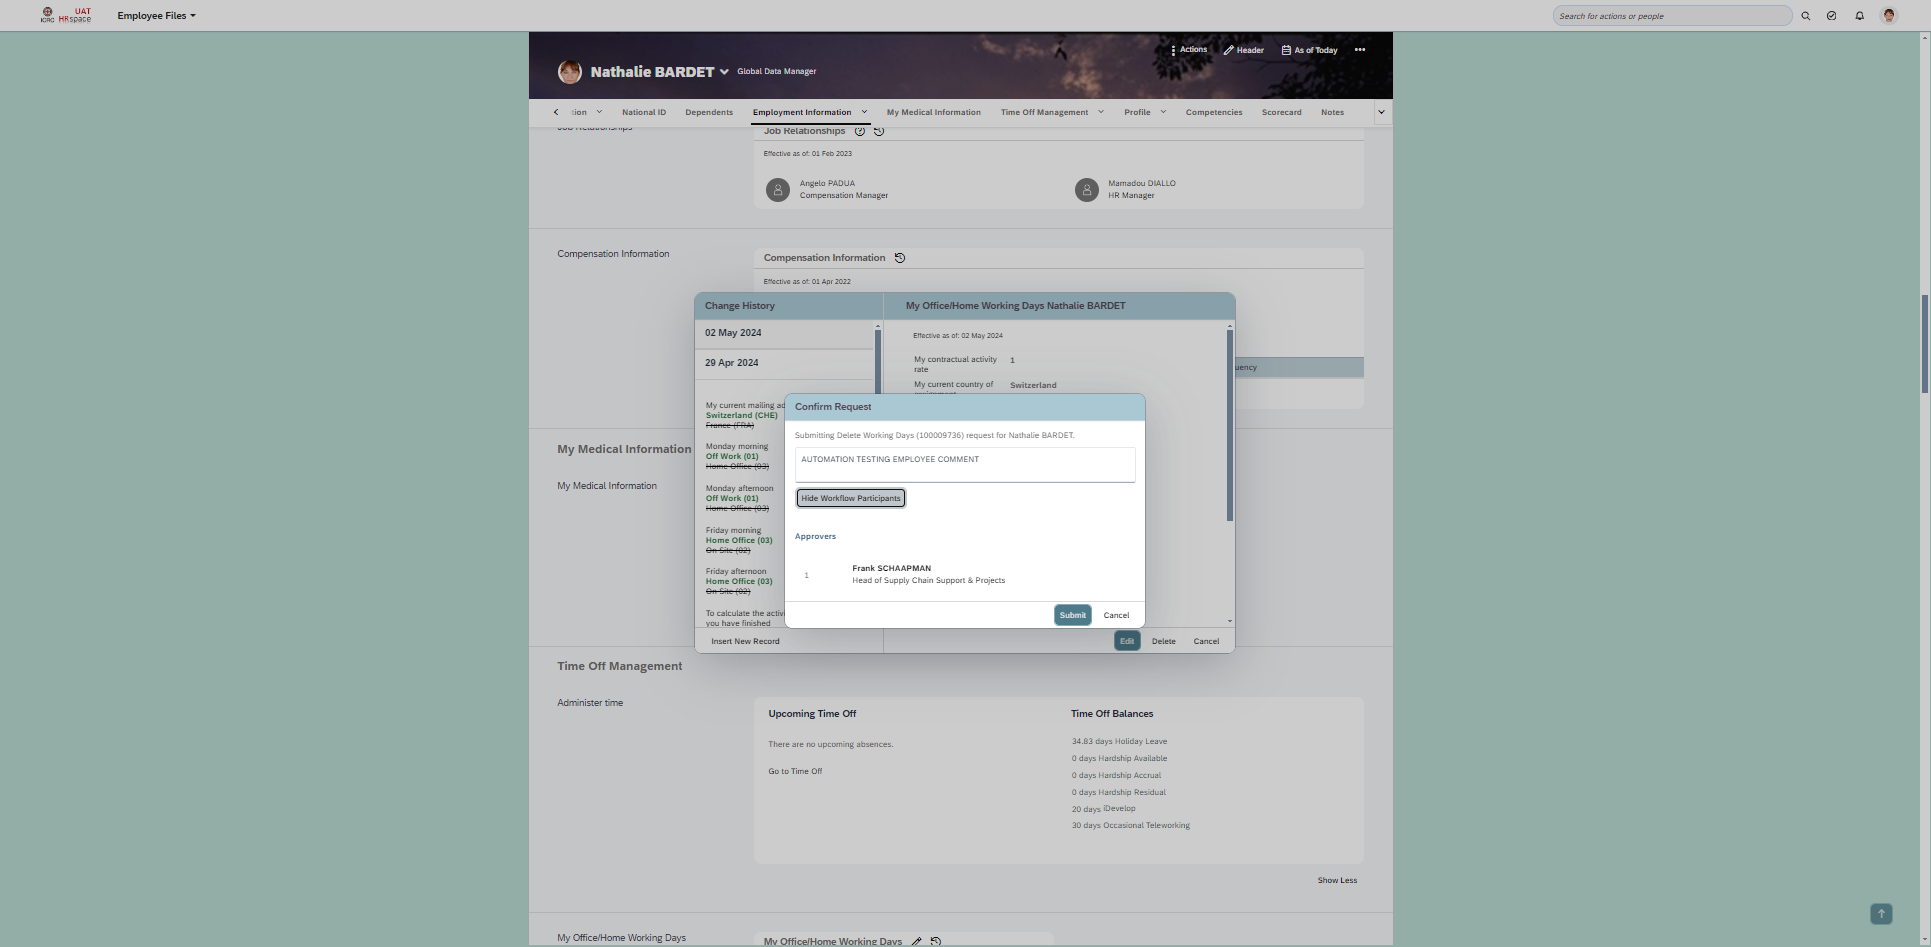 ICRC UAT HRspace
Employee Files
Search for actions or people
Actions
Header
As of Today
Nathalie BARDET
Global Data Manager
tion
National ID
Dependents
Employment Information
My Medical Information
Time Off Management
Profile
Competencies
Scorecard
Notes
Job Relationships
Job Relationships
Effective as of: 01 Feb 2023
Angelo PADUA
Compensation Manager
Mamadou DIALLO
HR Manager
Compensation Information
Compensation Information
Effective as of: 01 Apr 2022
uency
Change History
02 May 2024
29 Apr 2024
My current mailing ad
Switzerland (CHE)
France (FRA)
Monday morning
Off Work (01)
Home Office (03)
Monday afternoon
Off Work (01)
Home Office (03)
Friday morning
Home Office (03)
On Site (02)
Friday afternoon
Home Office (03)
On Site (02)
To calculate the activi
you have finished
Insert New Record
My Office/Home Working Days Nathalie BARDET
Effective as of: 02 May 2024
My contractual activity
rate
1
My current country of
Switzerland
Edit
Delete
Cancel
Confirm Request
Submitting Delete Working Days (100009736) request for Nathalie BARDET.
AUTOMATION TESTING EMPLOYEE COMMENT
Hide Workflow Participants
Approvers
1
Frank SCHAAPMAN
Head of Supply Chain Support & Projects
Submit
Cancel
My Medical Information
My Medical Information
Time Off Management
Administer time
Upcoming Time Off
There are no upcoming absences.
Go to Time Off
Time Off Balances
34.83 days Holiday Leave
0 days Hardship Available
0 days Hardship Accrual
0 days Hardship Residual
20 days iDevelop
30 days Occasional Teleworking
Show Less
My Office/Home Working Days
My Office/Home Working Days